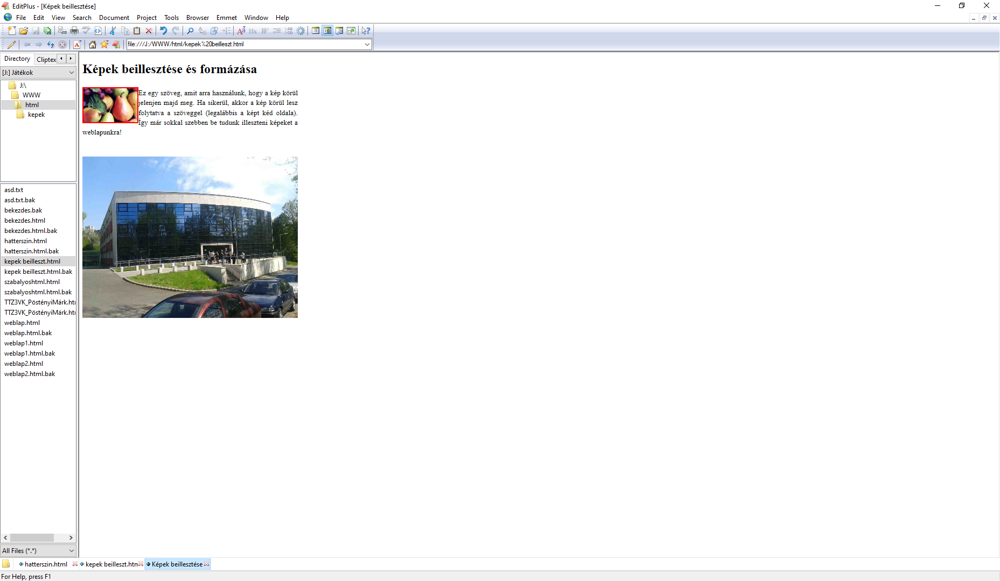 EditPlus - [Képek beillesztése]
File Edit View Search Document Project Tools Browser Emmet Window Help
file:///J:/WWW/html/kepek%20beilleszt.html
Directory Cliptex
[J:] Játékok
J:\
WWW
html
kepek
asd.txt
asd.txt.bak
bekezdes.bak
bekezdes.html
bekezdes.html.bak
hatterszin.html
hatterszin.html.bak
kepek beilleszt.html
kepek beilleszt.html.bak
szabalyoshtml.html
szabalyoshtml.html.bak
TTZ3VK_PöstényiMárk.htm
TTZ3VK_PöstényiMárk.htm
weblap.html
weblap.html.bak
weblap1.html
weblap1.html.bak
weblap2.html
weblap2.html.bak
All Files (*.*)
Képek beillesztése és formázása
Ez egy szöveg, amit arra használunk, hogy a kép körül
jelenjen majd meg. Ha sikerül, akkor a kép körül lesz
folytatva a szöveggel (legalábbis a képt kéd oldala).
Így már sokkal szebben be tudunk illeszteni képeket a
weblapunkra!
hatterszin.html kepek beilleszt.htm Képek beillesztése
For Help, press F1